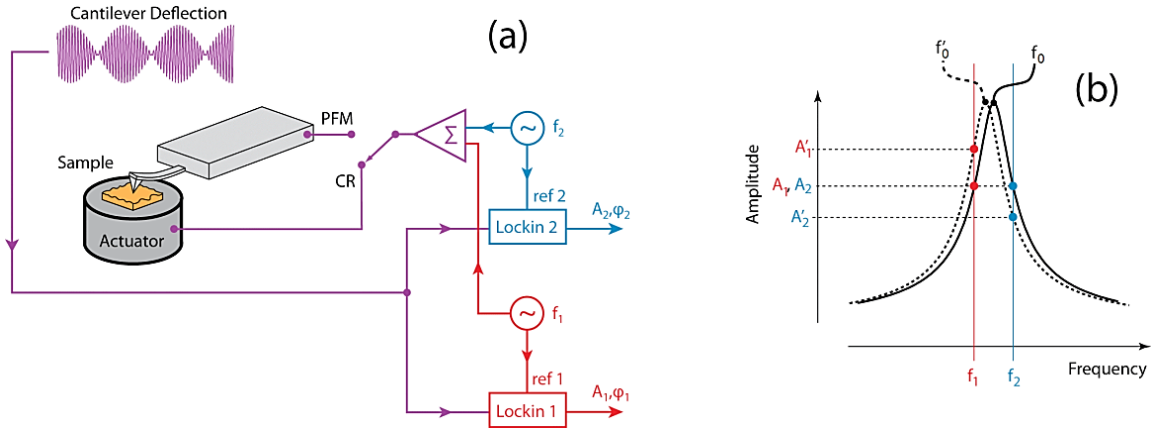 Cantilever Deflection
(a)
PFM
Σ
~
f₂
Sample
CR
ref 2
A₂,φ₂
Actuator
Lockin 2
~
f₁
ref 1
A₁,φ₁
Lockin 1
(b)
f′₀
f₀
A′₁
A₁, A₂
A′₂
Amplitude
Frequency
f₁
f₂